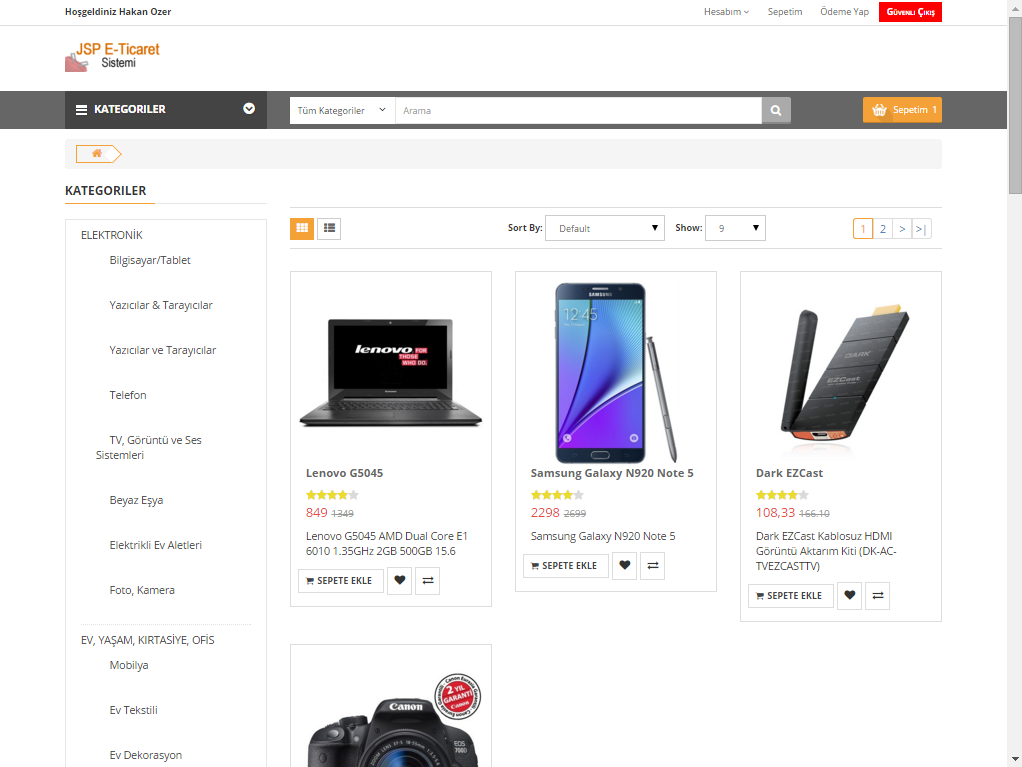 Hoşgeldiniz Hakan Ozer
Hesabım
Sepetim
Ödeme Yap
Güvenli Çıkış
JSP E-Ticaret
Sistemi
KATEGORILER
Tüm Kategoriler
Arama
Sepetim 1
KATEGORILER
ELEKTRONİK
Bilgisayar/Tablet
Yazıcılar & Tarayıcılar
Yazıcılar ve Tarayıcılar
Telefon
TV, Görüntü ve Ses
Sistemleri
Beyaz Eşya
Elektrikli Ev Aletleri
Foto, Kamera
EV, YAŞAM, KIRTASİYE, OFİS
Mobilya
Ev Tekstili
Ev Dekorasyon
Sort By:
Default
Show:
9
1 2 > >|
lenovo FOR
THOSE
WHO DO.
Lenovo G5045
849 1349
Lenovo G5045 AMD Dual Core E1
6010 1.35GHz 2GB 500GB 15.6
SEPETE EKLE
SAMSUNG
12:45
Samsung Galaxy N920 Note 5
2298 2699
Samsung Galaxy N920 Note 5
SEPETE EKLE
DARK
EZCast
Dark EZCast
108,33 166.10
Dark EZCast Kablosuz HDMI
Görüntü Aktarım Kiti (DK-AC-
TVEZCASTTV)
SEPETE EKLE
2 YIL
GARANTİ
Canon
Canon
EOS
700D